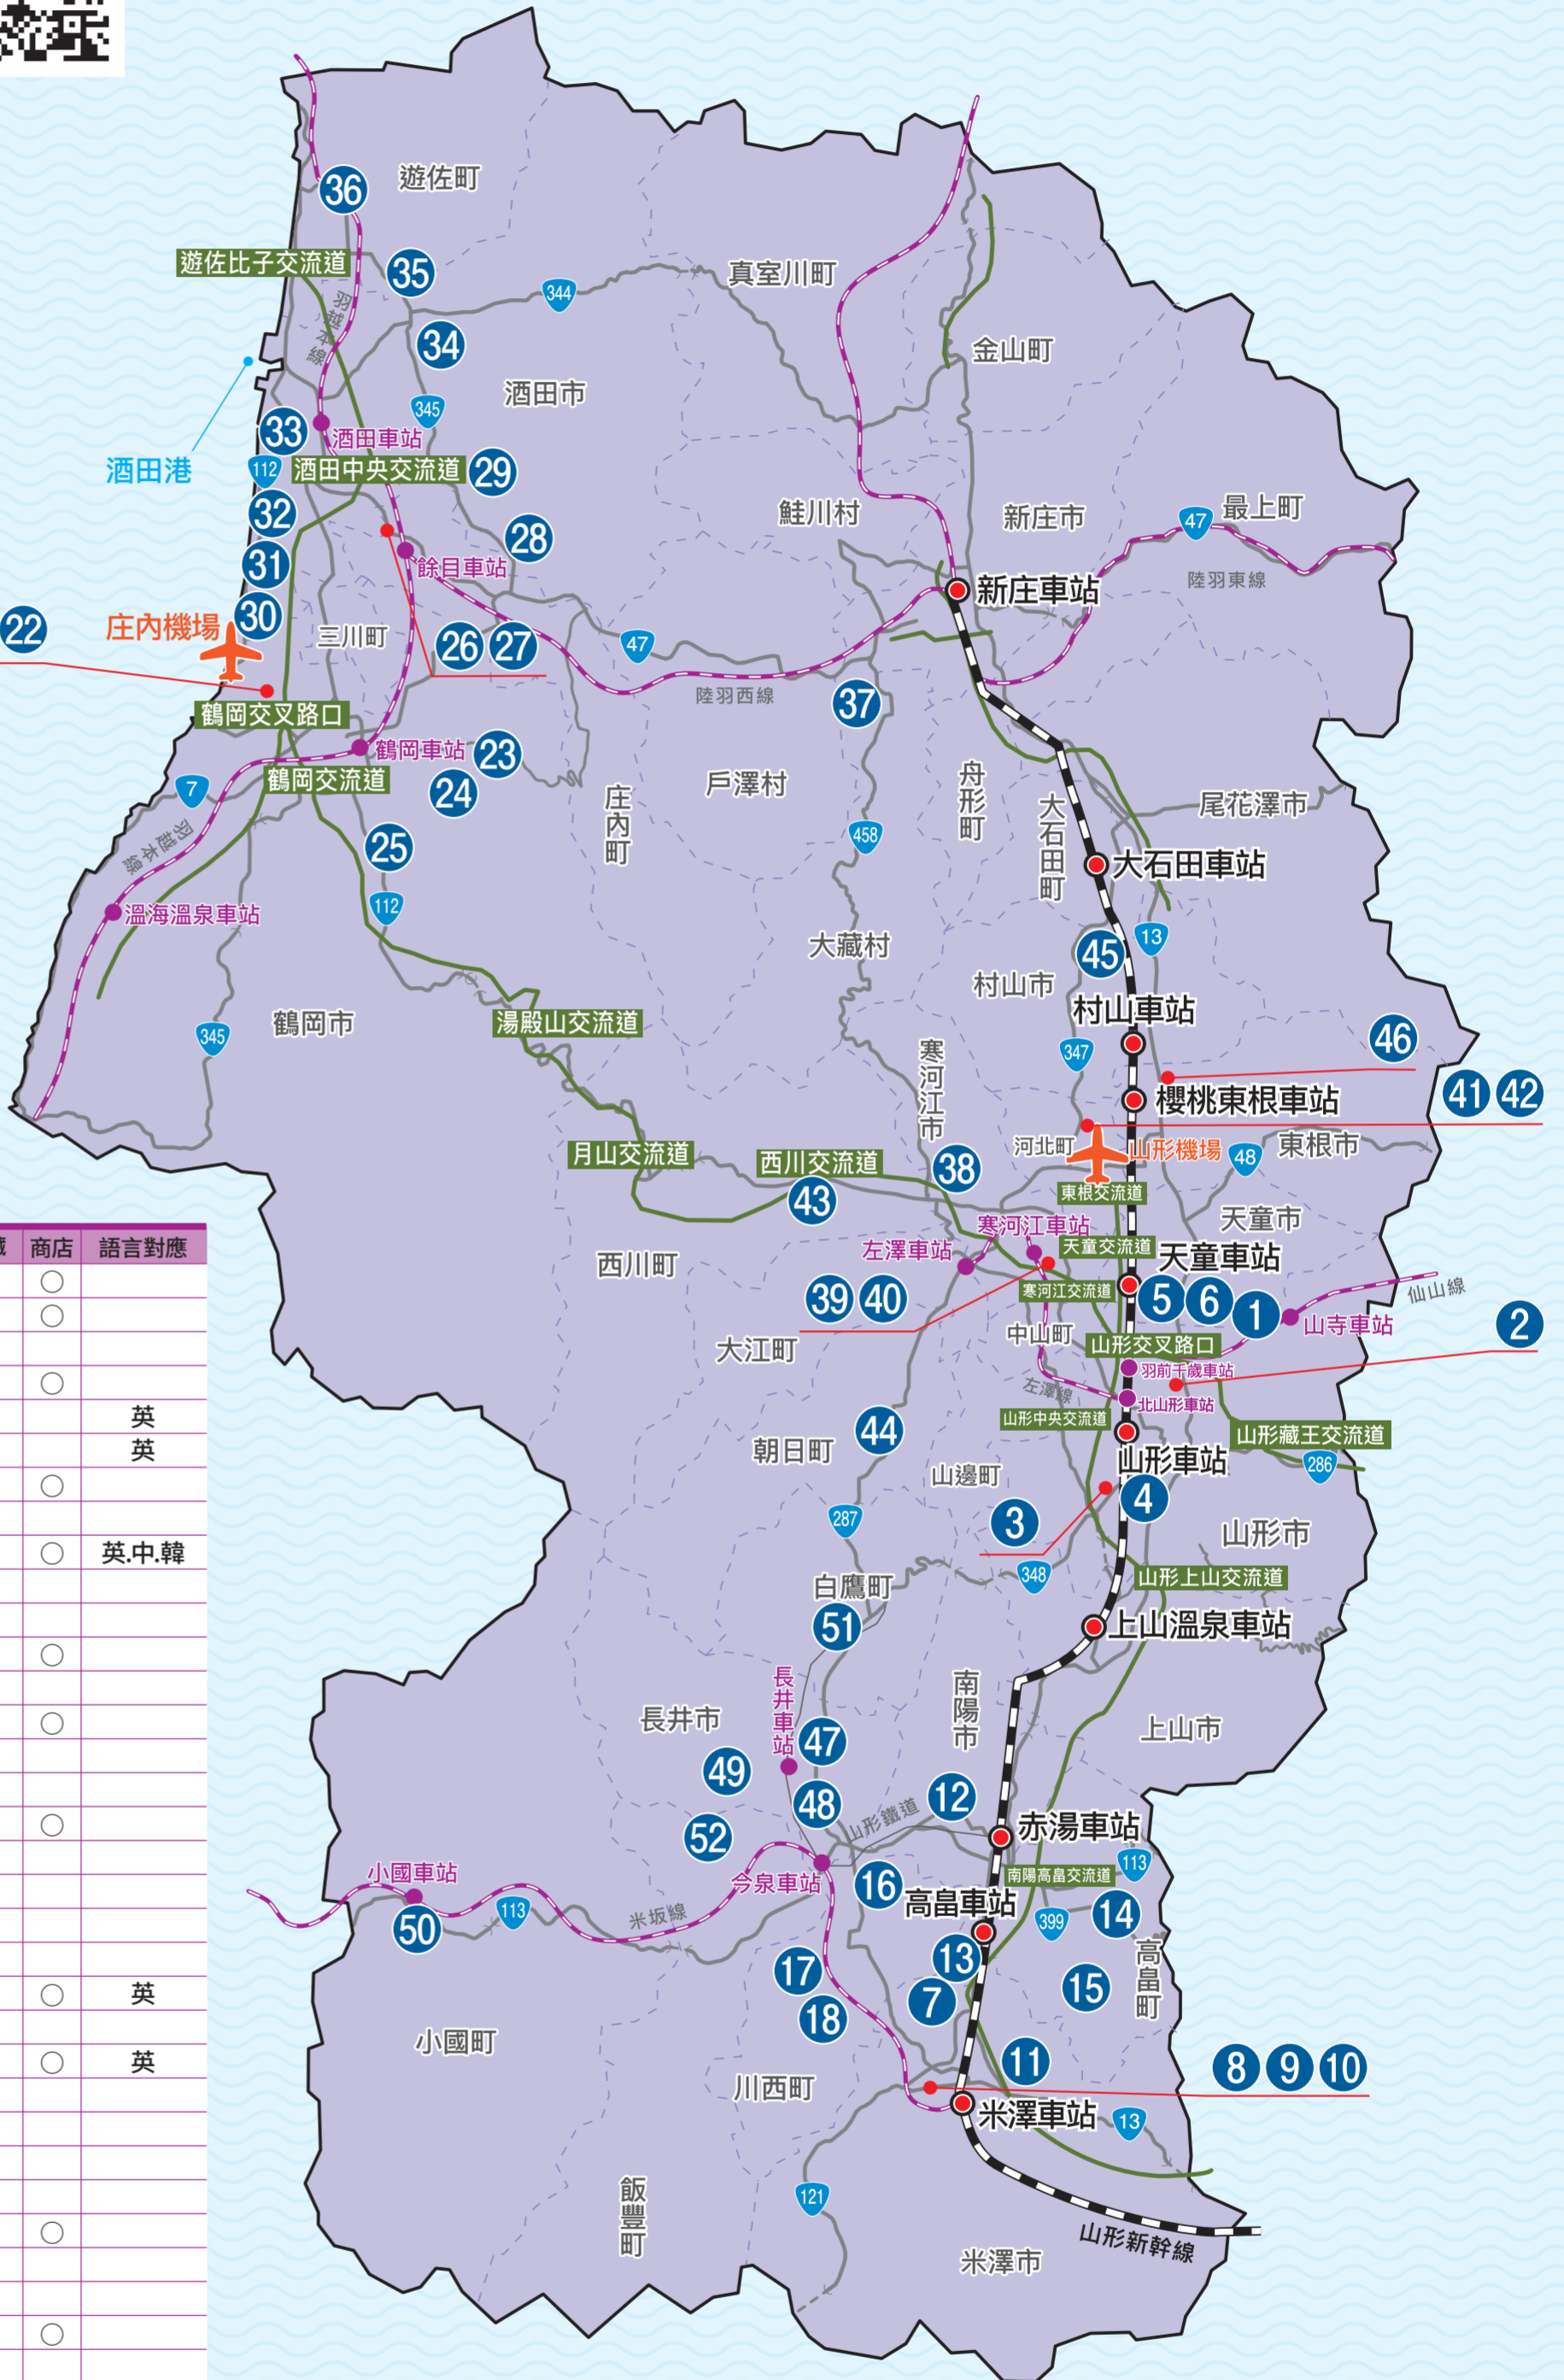 36
遊佐町
遊佐比子交流道
35
344
真室川町
羽越本線
34
金山町
酒田市
345
33
酒田車站
酒田港
112
酒田中央交流道
29
32
鮭川村
新庄市
47
最上町
28
31
餘目車站
陸羽東線
新庄車站
22
庄內機場
30
三川町
26
27
47
陸羽西線
37
鶴岡交叉路口
鶴岡車站
23
鶴岡交流道
24
7
庄內町
戶澤村
舟形町
大石田町
尾花澤市
羽越本線
25
458
大石田車站
112
溫海溫泉車站
大藏村
45
13
村山市
村山車站
湯殿山交流道
鶴岡市
345
347
46
寒河江市
櫻桃東根車站
41
42
月山交流道
西川交流道
38
河北町
山形機場
48
東根市
43
東根交流道
天童市
寒河江車站
左澤車站
天童交流道
天童車站
西川町
39
40
寒河江交流道
5
6
1
仙山線
山寺車站
2
大江町
中山町
山形交叉路口
羽前千歲車站
左澤線
北山形車站
山形中央交流道
44
朝日町
山形藏王交流道
山形車站
286
山邊町
4
3
287
山形市
348
山形上山交流道
白鷹町
51
上山溫泉車站
長井車站
南陽市
長井市
47
上山市
49
48
12
山形鐵道
52
赤湯車站
小國車站
今泉車站
16
南陽高畠交流道
113
高畠車站
50
113
米坂線
399
14
13
高畠町
17
15
7
18
小國町
11
8
9
10
川西町
米澤車站
13
飯豐町
121
山形新幹線
米澤市
商店
語言對應
○
○
○
英
英
○
○
英.中.韓
○
○
○
○
英
○
英
○
○